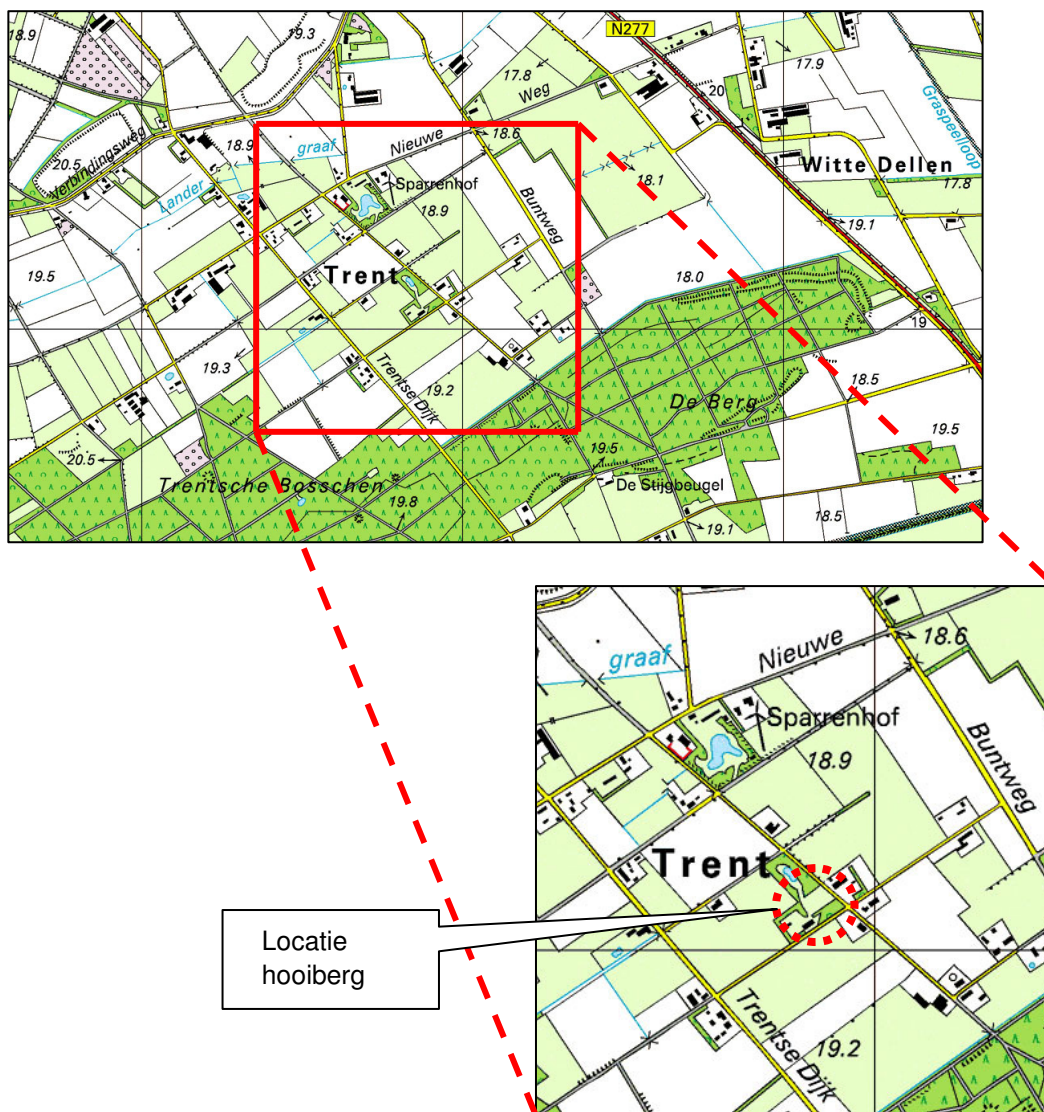 18.9
19.3
N277
17.8
Weg
17.9
20
Graspeelloop
Verbindingsweg
20.5
18.9
graaf
Nieuwe
18.6
Witte Dellen
Lander
Sparrenhof
18.1
17.8
18.9
Buntweg
19.1
19.5
Trent
18.0
19
19.3
19.2
Trentse Dijk
18.5
De Berg
19.5
20.5
Trentsche Bosschen
19.5
De Stijgbeugel
19.8
19.1
18.5
Nieuwe
18.6
graaf
Sparrenhof
18.9
Buntweg
Trent
Locatie
hooiberg
Trentse Dijk
19.2